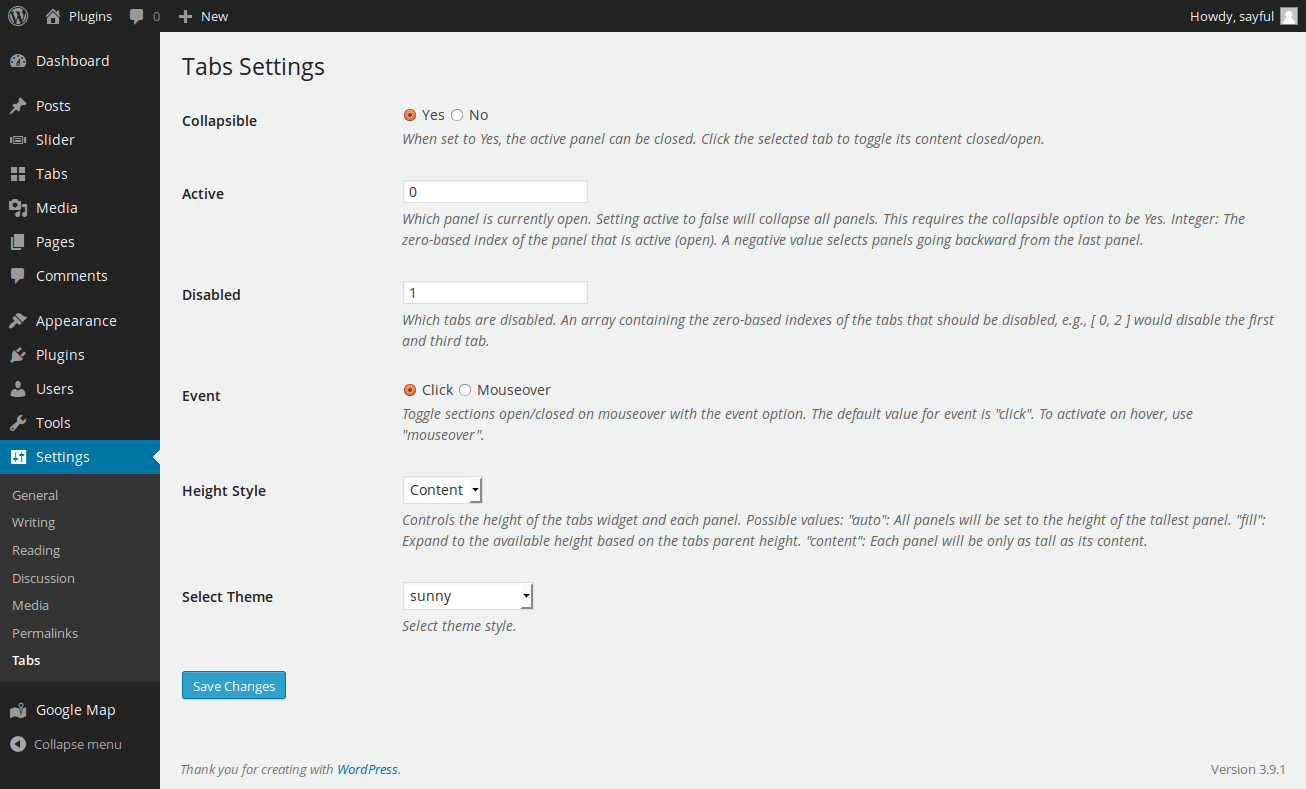 Plugins 0 New Howdy, sayful
Dashboard
Posts
Slider
Tabs
Media
Pages
Comments
Appearance
Plugins
Users
Tools
Settings
General
Writing
Reading
Discussion
Media
Permalinks
Tabs
Google Map
Collapse menu
Tabs Settings
Collapsible
Yes No
When set to Yes, the active panel can be closed. Click the selected tab to toggle its content closed/open.
Active
0
Which panel is currently open. Setting active to false will collapse all panels. This requires the collapsible option to be Yes. Integer: The
zero-based index of the panel that is active (open). A negative value selects panels going backward from the last panel.
Disabled
1
Which tabs are disabled. An array containing the zero-based indexes of the tabs that should be disabled, e.g., [ 0, 2 ] would disable the first
and third tab.
Event
Click Mouseover
Toggle sections open/closed on mouseover with the event option. The default value for event is "click". To activate on hover, use
"mouseover".
Height Style
Content
Controls the height of the tabs widget and each panel. Possible values: "auto": All panels will be set to the height of the tallest panel. "fill":
Expand to the available height based on the tabs parent height. "content": Each panel will be only as tall as its content.
Select Theme
sunny
Select theme style.
Save Changes
Thank you for creating with WordPress. Version 3.9.1